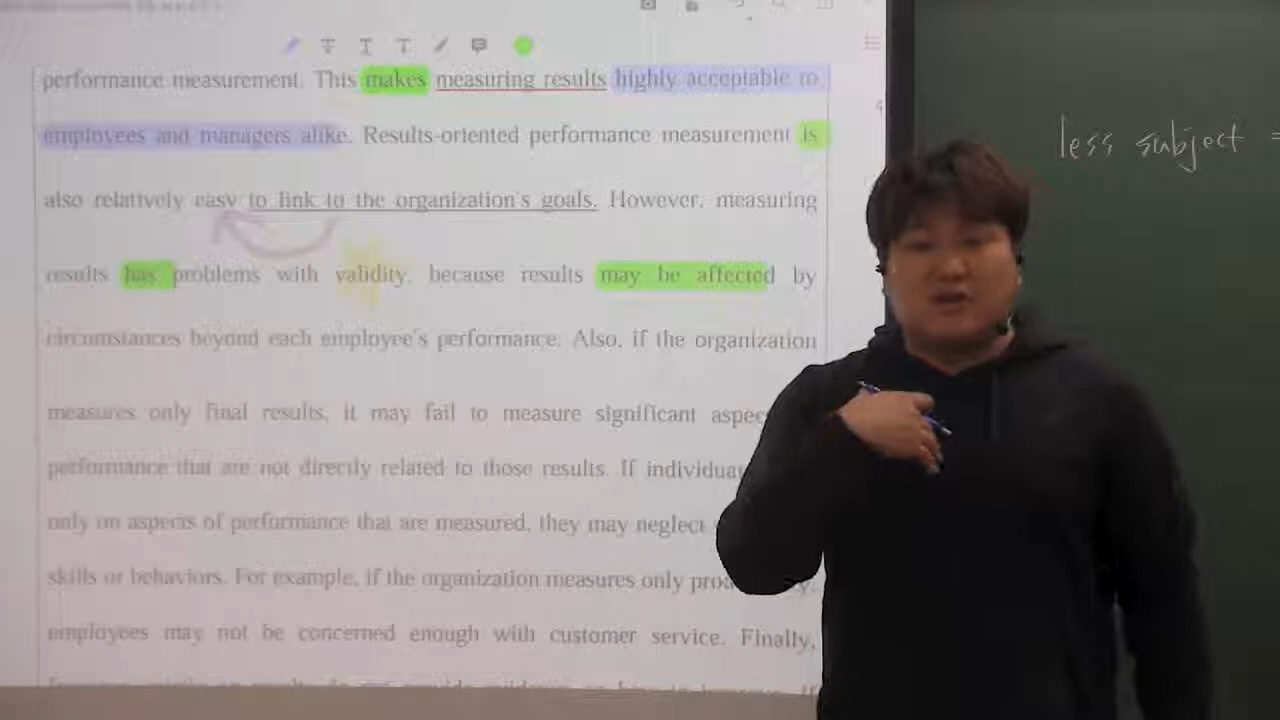 performance measurement. This makes measuring results highly acceptable to
employees and managers alike. Results-oriented performance measurement is
also relatively easy to link to the organization's goals. However, measuring
results has problems with validity, because results may be affected by
circumstances beyond each employee's performance. Also, if the organization
measures only final results, it may fail to measure significant
performance that are not directly related to those results. If
only on aspects of performance that are measured, they may neglect
skills or behaviors. For example, if the organization measures only
employees may not be concerned enough with customer service. Finally,
less subject =